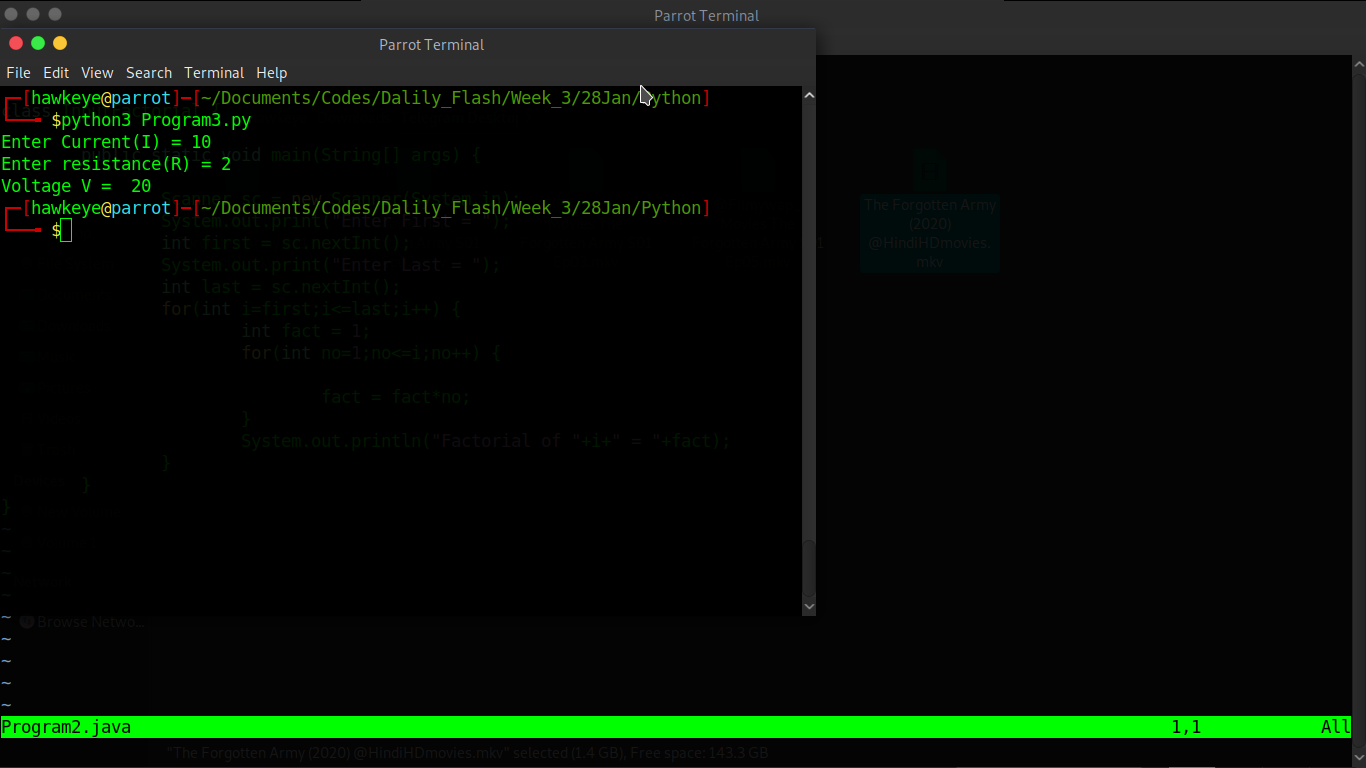 Parrot Terminal
Parrot Terminal
File Edit View Search Terminal Help
┌─[hawkeye@parrot]─[~/Documents/Codes/Dalily_Flash/Week_3/28Jan/Python]
└──╼ $python3 Program3.py
Enter Current(I) = 10
Enter resistance(R) = 2
Voltage V =  20
┌─[hawkeye@parrot]─[~/Documents/Codes/Dalily_Flash/Week_3/28Jan/Python]
└──╼ $
void main(String[] args) {
System.out.print("Enter First = ");
int first = sc.nextInt();
System.out.print("Enter Last = ");
int last = sc.nextInt();
for(int i=first;i<=last;i++) {
int fact = 1;
for(int no=1;no<=i;no++) {
fact = fact*no;
}
System.out.println("Factorial of "+i+" = "+fact);
}
}
}
~
~
~
~
~
~
~
~
~
The Forgotten Army
(2020)
@HindiHDmovies.
mkv
Browse Netwo...
Program2.java 1,1 All
"The Forgotten Army (2020) @HindiHDmovies.mkv" selected (1.4 GB), Free space: 143.3 GB